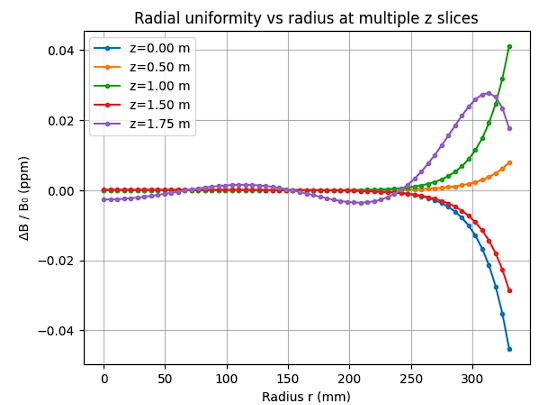 Radial uniformity vs radius at multiple z slices
z=0.00 m
z=0.50 m
z=1.00 m
z=1.50 m
z=1.75 m
0.04
0.02
0.00
−0.02
−0.04
ΔB / B₀ (ppm)
0 50 100 150 200 250 300
Radius r (mm)